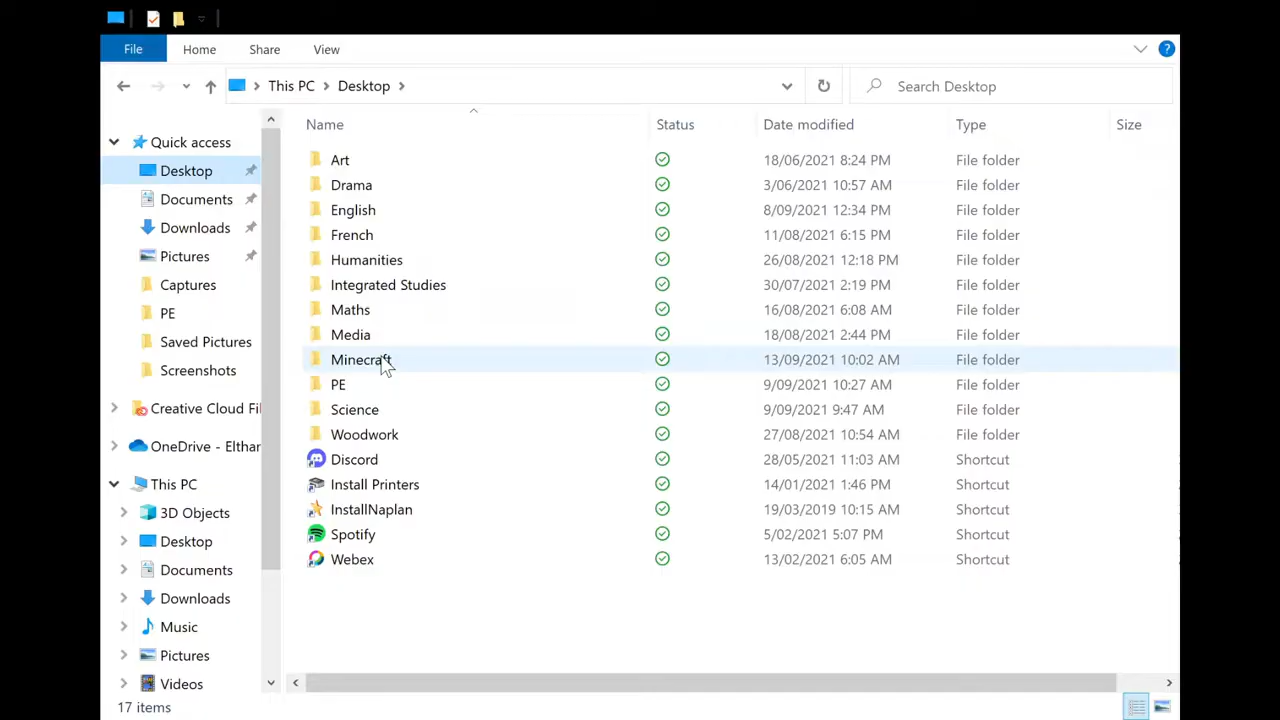 File Home Share View
This PC Desktop Search Desktop
Name Status Date modified Type Size
Quick access
Desktop
Documents
Downloads
Pictures
Captures
PE
Saved Pictures
Screenshots
Creative Cloud Fil
OneDrive - Elthar
This PC
3D Objects
Desktop
Documents
Downloads
Music
Pictures
Videos
Art 18/06/2021 8:24 PM File folder
Drama 3/06/2021 10:57 AM File folder
English 8/09/2021 12:34 PM File folder
French 11/08/2021 6:15 PM File folder
Humanities 26/08/2021 12:18 PM File folder
Integrated Studies 30/07/2021 2:19 PM File folder
Maths 16/08/2021 6:08 AM File folder
Media 18/08/2021 2:44 PM File folder
Minecraft 13/09/2021 10:02 AM File folder
PE 9/09/2021 10:27 AM File folder
Science 9/09/2021 9:47 AM File folder
Woodwork 27/08/2021 10:54 AM File folder
Discord 28/05/2021 11:03 AM Shortcut
Install Printers 14/01/2021 1:46 PM Shortcut
InstallNaplan 19/03/2019 10:15 AM Shortcut
Spotify 5/02/2021 5:07 PM Shortcut
Webex 13/02/2021 6:05 AM Shortcut
17 items